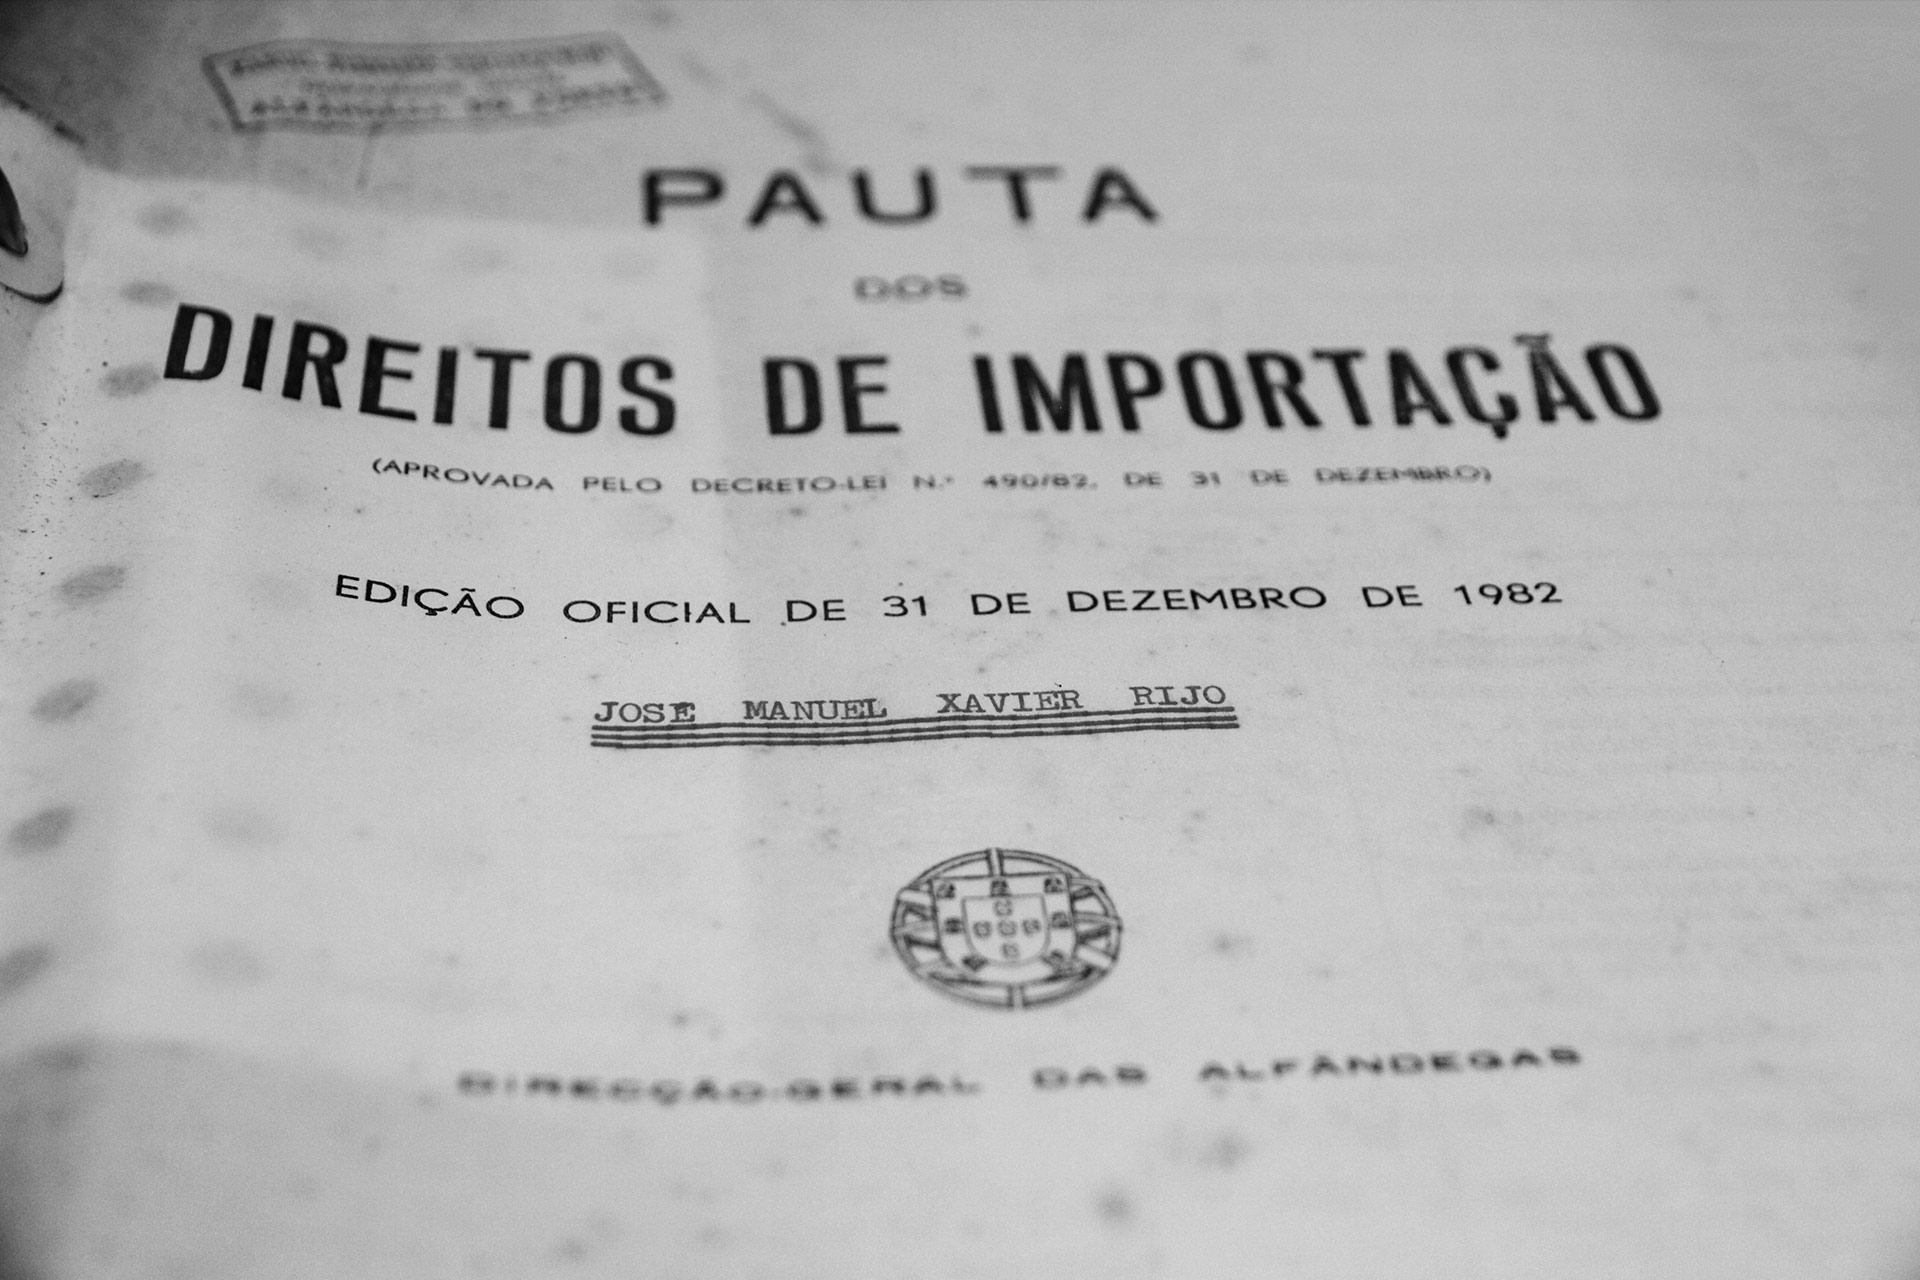 PAUTA
DOS
DIREITOS DE IMPORTAÇÃO
(APROVADA PELO DECRETO-LEI N.º 490/82, DE 31 DE DEZEMBRO)
EDIÇÃO OFICIAL DE 31 DE DEZEMBRO DE 1982
JOSE MANUEL XAVIER RIJO
DIRECÇÃO-GERAL DAS ALFÂNDEGAS